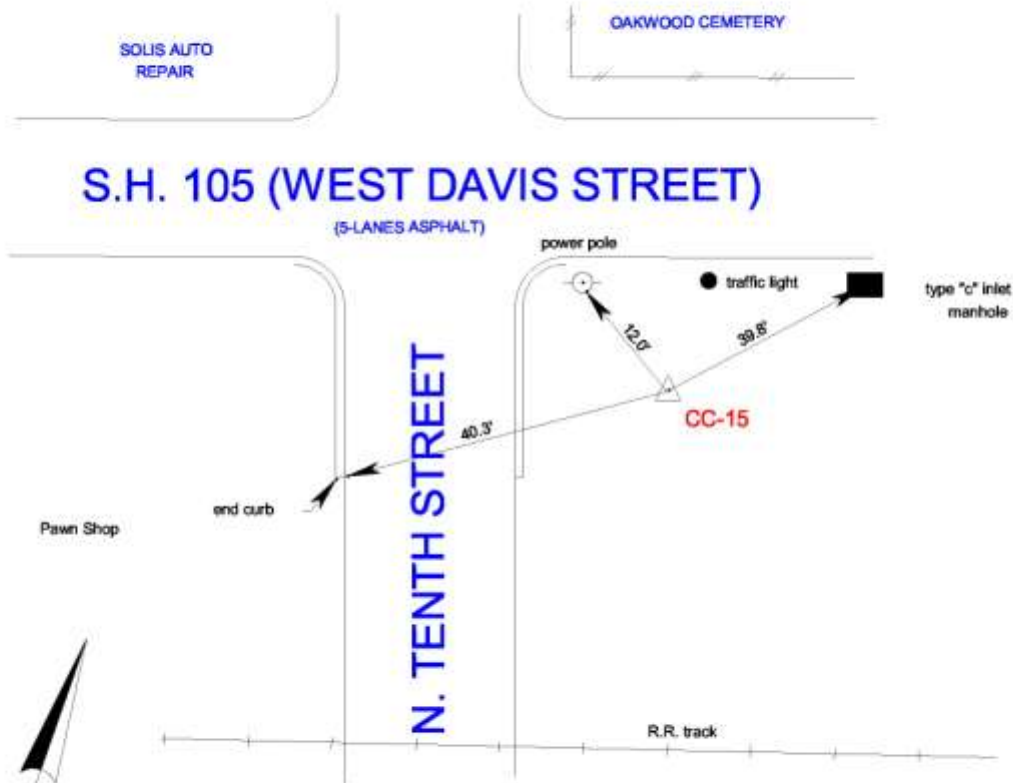 SOLIS AUTO
REPAIR
OAKWOOD CEMETERY
S.H. 105 (WEST DAVIS STREET)
(5-LANES ASPHALT)
power pole
traffic light
type "c" inlet
manhole
12.0'
39.8'
CC-15
40.3'
N. TENTH STREET
end curb
Pawn Shop
R.R. track